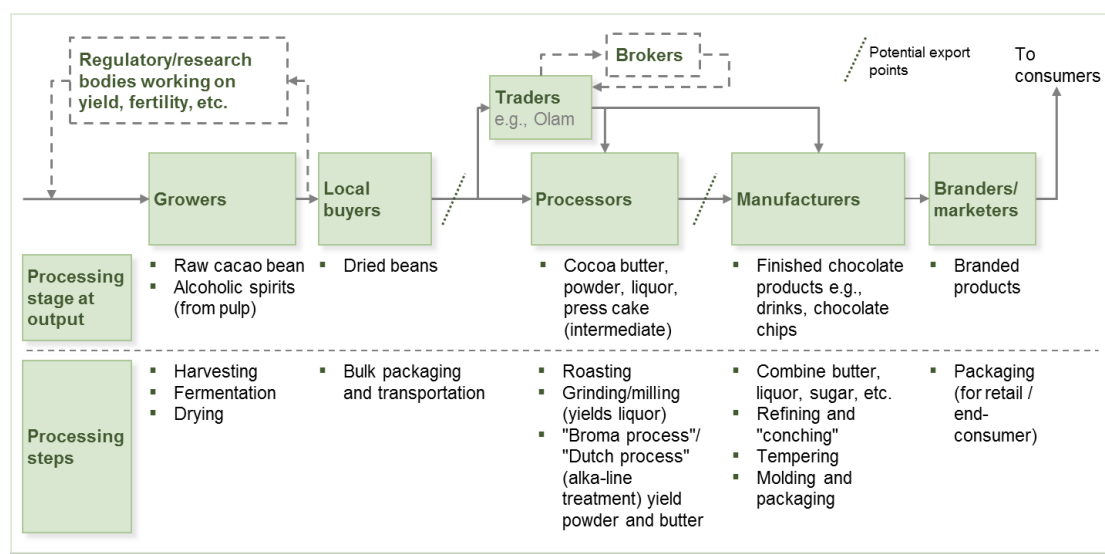 Regulatory/research
bodies working on
yield, fertility, etc.
Brokers
Potential export
points
To
consumers
Traders
e.g., Olam
Growers
Local
buyers
Processors
Manufacturers
Branders/
marketers
Processing
stage at
output
▪ Raw cacao bean
▪ Alcoholic spirits
(from pulp)
▪ Dried beans
▪ Cocoa butter,
powder, liquor,
press cake
(intermediate)
▪ Finished chocolate
products e.g.,
drinks, chocolate
chips
▪ Branded
products
Processing
steps
▪ Harvesting
▪ Fermentation
▪ Drying
▪ Bulk packaging
and transportation
▪ Roasting
▪ Grinding/milling
(yields liquor)
▪ "Broma process"/
"Dutch process"
(alka-line
treatment) yield
powder and butter
▪ Combine butter,
liquor, sugar, etc.
▪ Refining and
"conching"
▪ Tempering
▪ Molding and
packaging
▪ Packaging
(for retail /
end-
consumer)